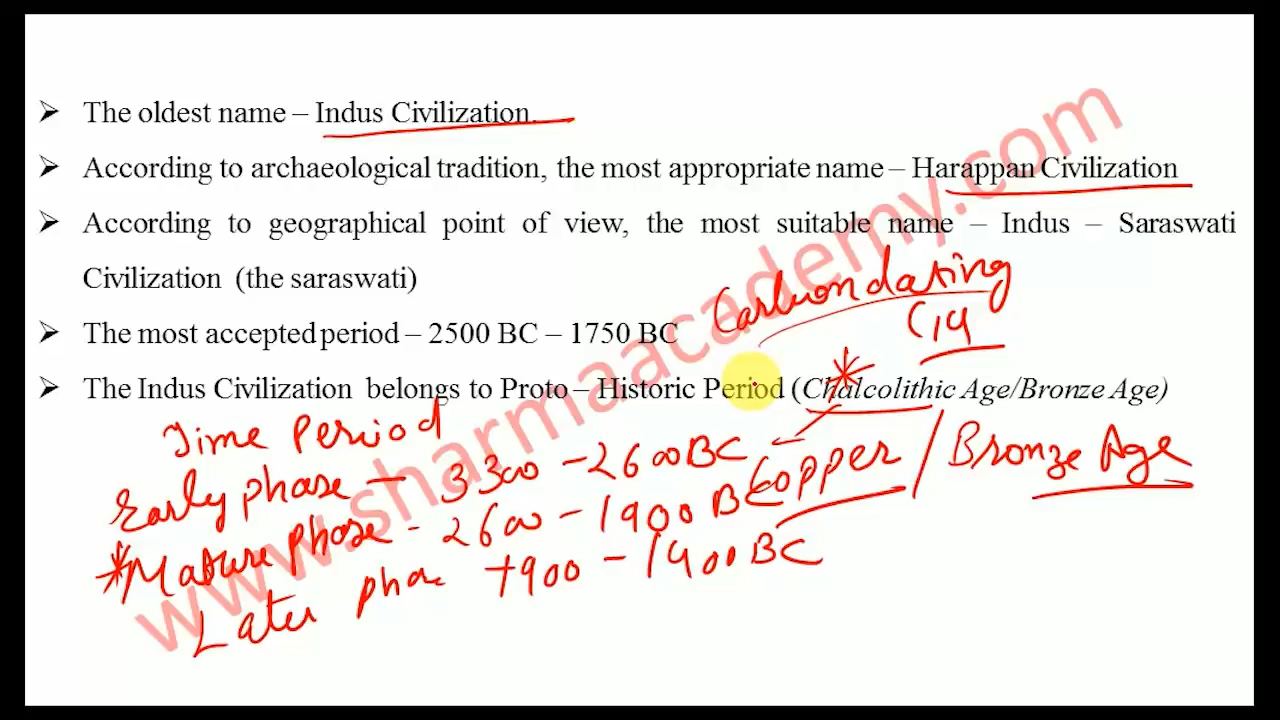 ➢ The oldest name – Indus Civilization.
➢ According to archaeological tradition, the most appropriate name – Harappan Civilization
➢ According to geographical point of view, the most suitable name – Indus – Saraswati
Civilization (the saraswati)
Carbon dating
C14
➢ The most accepted period – 2500 BC – 1750 BC
➢ The Indus Civilization belongs to Proto – Historic Period (Chalcolithic Age/Bronze Age)
Time Period
Copper / Bronze Age
Early phase – 3300 – 2600 BC
*Mature phase - 2600 – 1900 BC
Later phase 1900 – 1400 BC
www.sharmaacademy.com